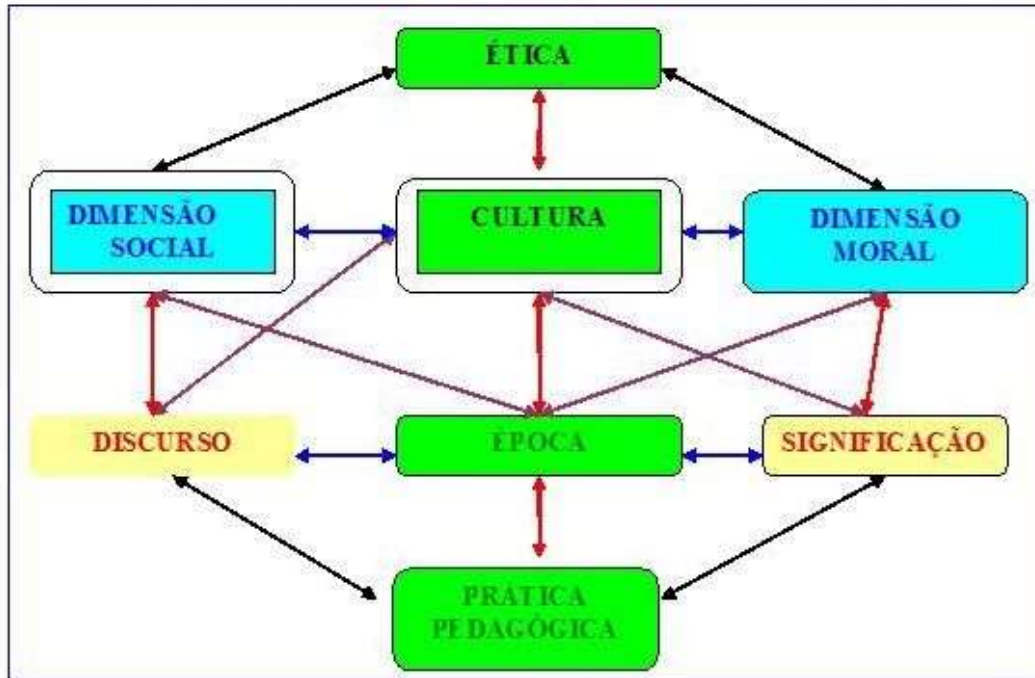 ÉTICA
DIMENSÃO
SOCIAL
CULTURA
DIMENSÃO
MORAL
DISCURSO
ÉPOCA
SIGNIFICAÇÃO
PRÁTICA
PEDAGÓGICA